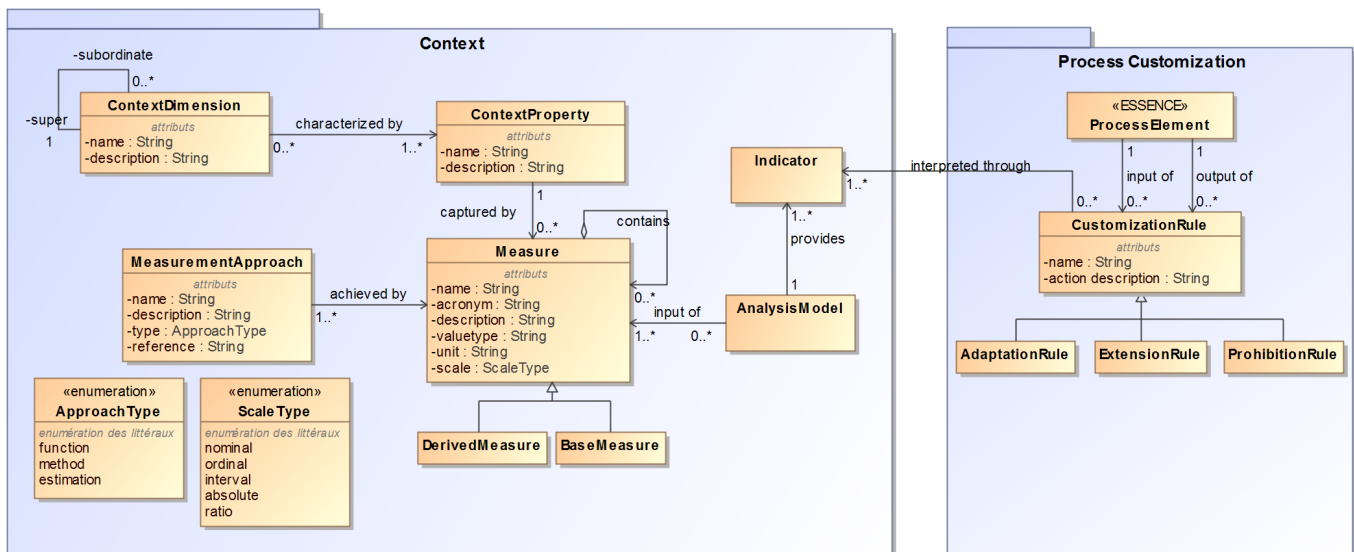 Context
-subordinate
0..*
-super
1
ContextDimension
attributs
-name : String
-description : String
characterized by
0..*
1..*
ContextProperty
attributs
-name : String
-description : String
1
captured by
0..*
contains
0..*
MeasurementApproach
attributs
-name : String
-description : String
-type : ApproachType
-reference : String
achieved by
1..*
Measure
attributs
-name : String
-acronym : String
-description : String
-valuetype : String
-unit : String
-scale : ScaleType
input of
1..*
0..*
Indicator
1..*
provides
1
AnalysisModel
«enumeration»
ApproachType
enumération des littéraux
function
method
estimation
«enumeration»
ScaleType
enumération des littéraux
nominal
ordinal
interval
absolute
ratio
DerivedMeasure
BaseMeasure
Process Customization
«ESSENCE»
ProcessElement
1
1
input of
output of
0..*
0..*
interpreted through
1..*
0..*
CustomizationRule
attributs
-name : String
-action description : String
AdaptationRule
ExtensionRule
ProhibitionRule